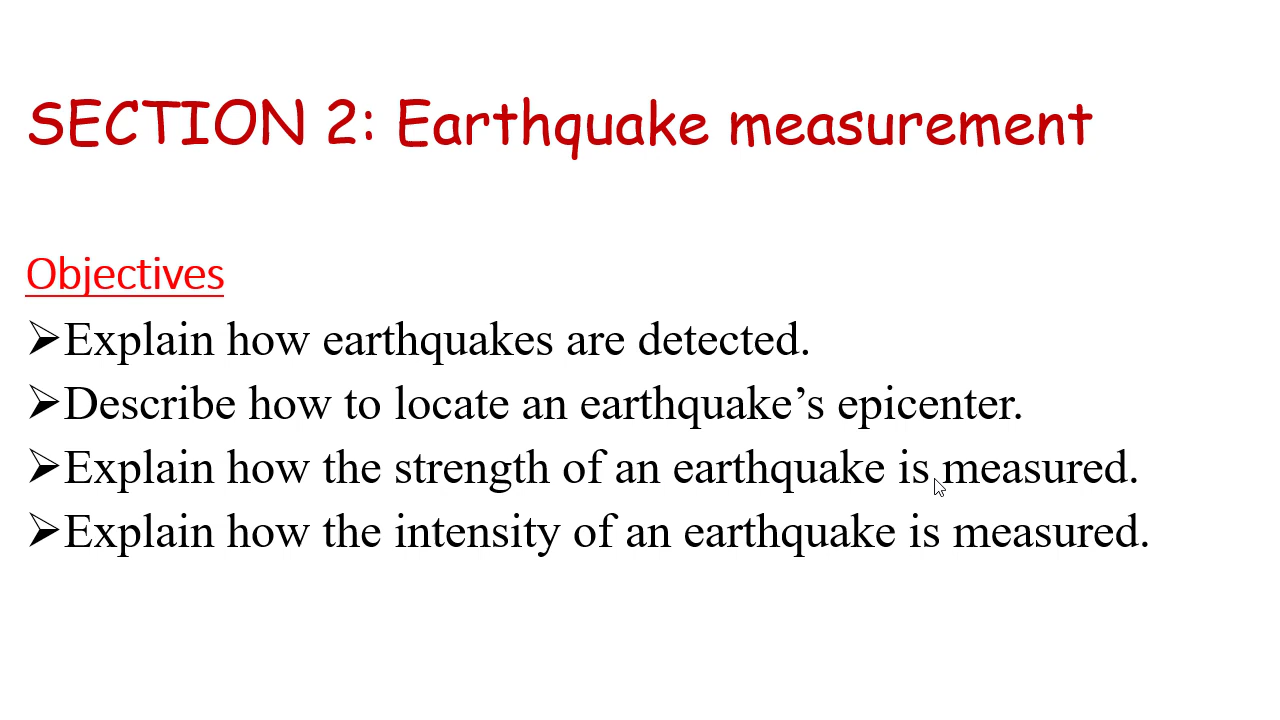 SECTION 2: Earthquake measurement
Objectives
➢Explain how earthquakes are detected.
➢Describe how to locate an earthquake’s epicenter.
➢Explain how the strength of an earthquake is measured.
➢Explain how the intensity of an earthquake is measured.